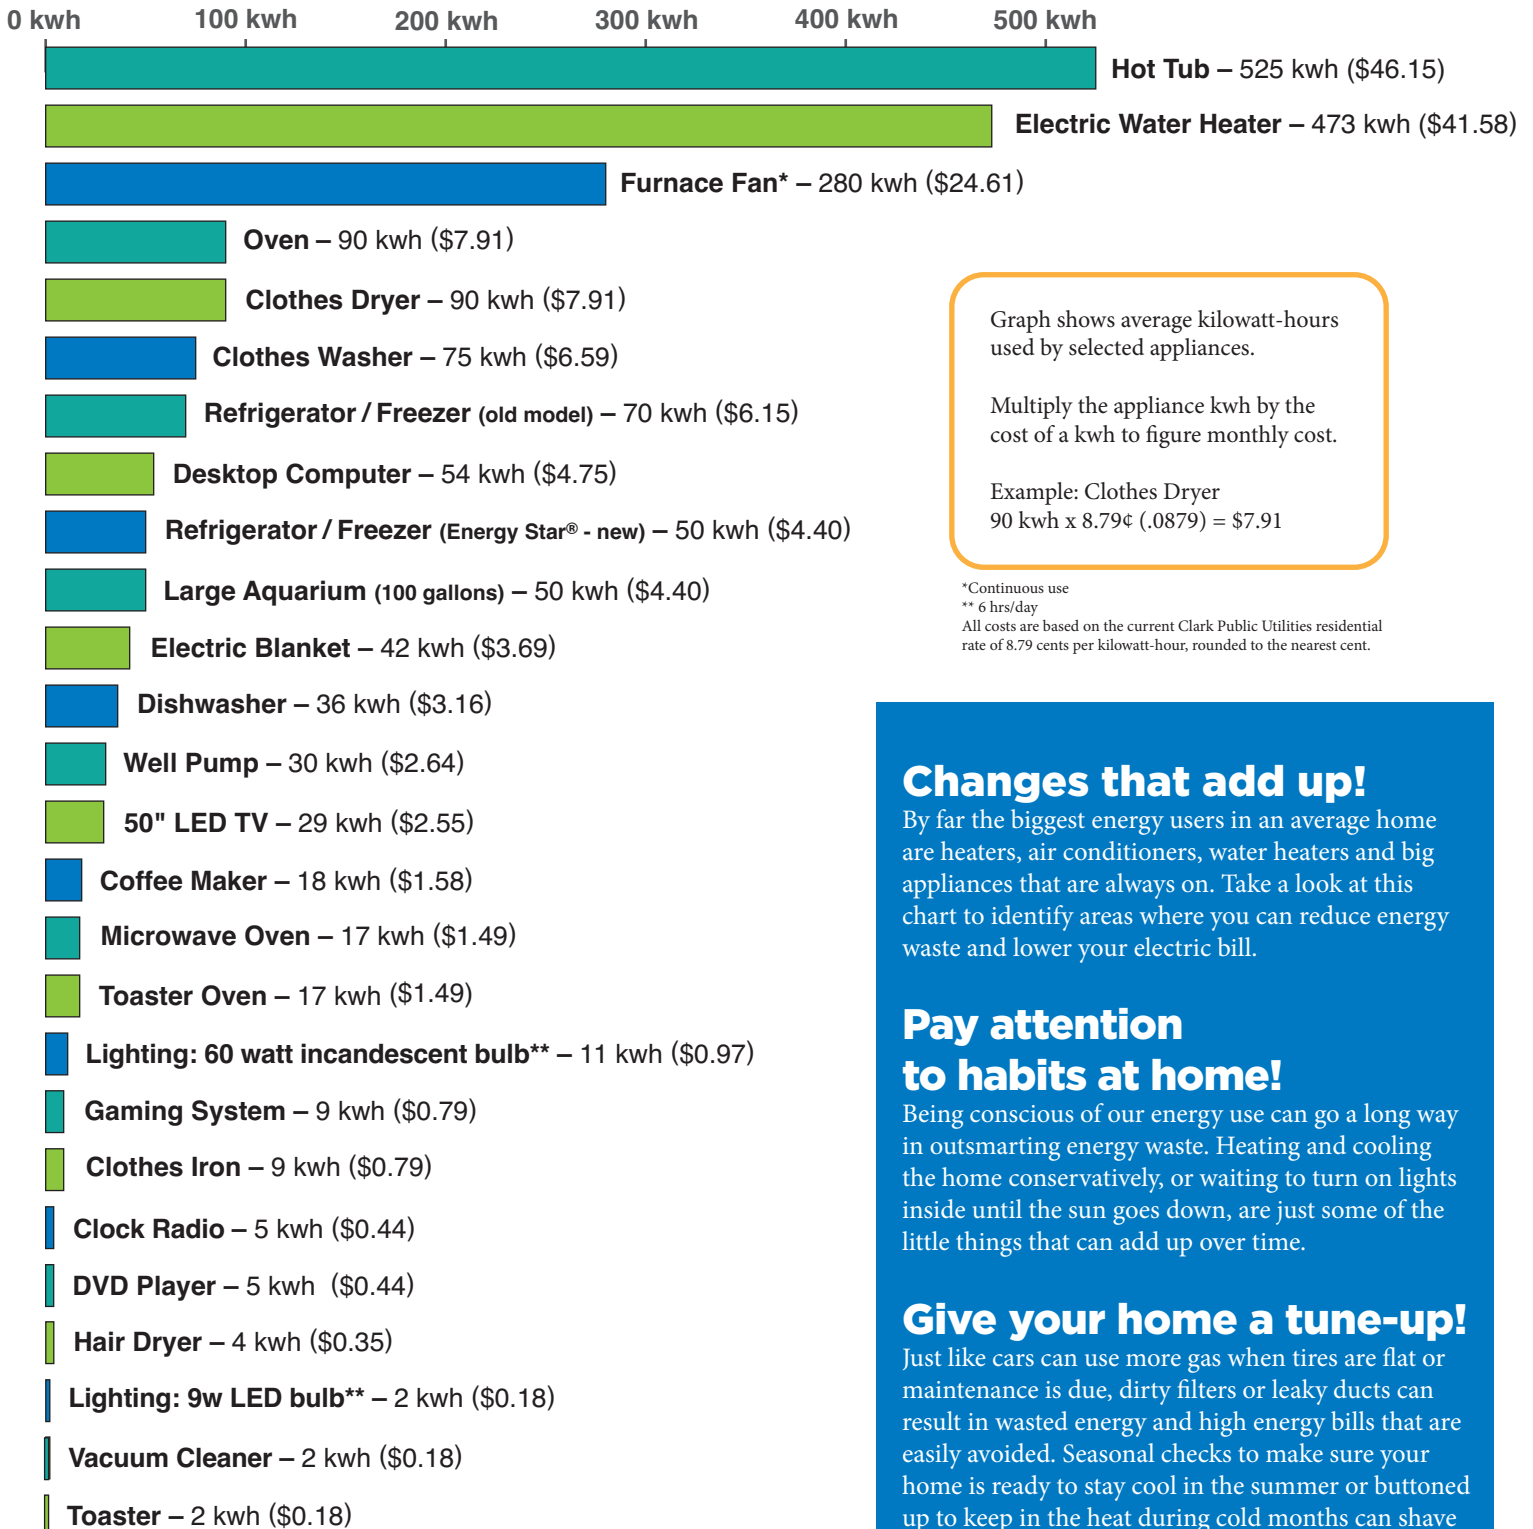 0 kwh 100 kwh 200 kwh 300 kwh 400 kwh 500 kwh
Hot Tub – 525 kwh ($46.15)
Electric Water Heater – 473 kwh ($41.58)
Furnace Fan* – 280 kwh ($24.61)
Oven – 90 kwh ($7.91)
Clothes Dryer – 90 kwh ($7.91)
Clothes Washer – 75 kwh ($6.59)
Refrigerator / Freezer (old model) – 70 kwh ($6.15)
Desktop Computer – 54 kwh ($4.75)
Refrigerator / Freezer (Energy Star® - new) – 50 kwh ($4.40)
Large Aquarium (100 gallons) – 50 kwh ($4.40)
Electric Blanket – 42 kwh ($3.69)
Dishwasher – 36 kwh ($3.16)
Well Pump – 30 kwh ($2.64)
50" LED TV – 29 kwh ($2.55)
Coffee Maker – 18 kwh ($1.58)
Microwave Oven – 17 kwh ($1.49)
Toaster Oven – 17 kwh ($1.49)
Lighting: 60 watt incandescent bulb** – 11 kwh ($0.97)
Gaming System – 9 kwh ($0.79)
Clothes Iron – 9 kwh ($0.79)
Clock Radio – 5 kwh ($0.44)
DVD Player – 5 kwh ($0.44)
Hair Dryer – 4 kwh ($0.35)
Lighting: 9w LED bulb** – 2 kwh ($0.18)
Vacuum Cleaner – 2 kwh ($0.18)
Toaster – 2 kwh ($0.18)
Graph shows average kilowatt-hours
used by selected appliances.
Multiply the appliance kwh by the
cost of a kwh to figure monthly cost.
Example: Clothes Dryer
90 kwh x 8.79¢ (.0879) = $7.91
*Continuous use
** 6 hrs/day
All costs are based on the current Clark Public Utilities residential
rate of 8.79 cents per kilowatt-hour, rounded to the nearest cent.
Changes that add up!
By far the biggest energy users in an average home
are heaters, air conditioners, water heaters and big
appliances that are always on. Take a look at this
chart to identify areas where you can reduce energy
waste and lower your electric bill.
Pay attention
to habits at home!
Being conscious of our energy use can go a long way
in outsmarting energy waste. Heating and cooling
the home conservatively, or waiting to turn on lights
inside until the sun goes down, are just some of the
little things that can add up over time.
Give your home a tune-up!
Just like cars can use more gas when tires are flat or
maintenance is due, dirty filters or leaky ducts can
result in wasted energy and high energy bills that are
easily avoided. Seasonal checks to make sure your
home is ready to stay cool in the summer or buttoned
up to keep in the heat during cold months can shave